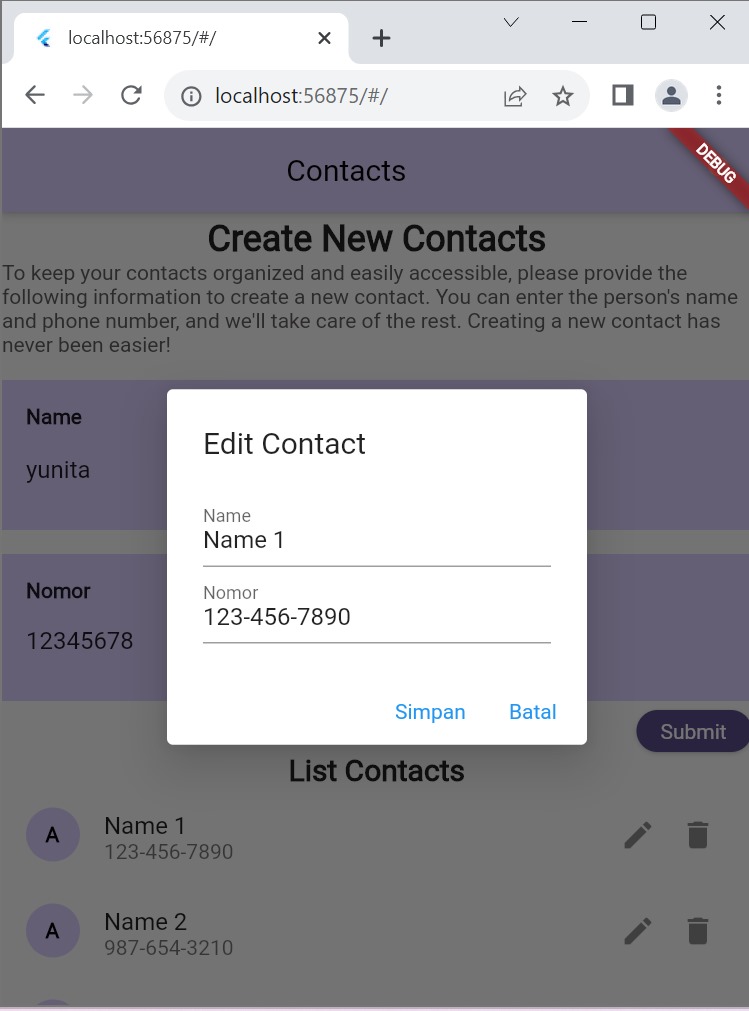 localhost:56875/#/
localhost:56875/#/
Contacts
DEBUG
Create New Contacts
To keep your contacts organized and easily accessible, please provide the
following information to create a new contact. You can enter the person's name
and phone number, and we'll take care of the rest. Creating a new contact has
never been easier!
Name
yunita
Edit Contact
Name
Name 1
Nomor
123-456-7890
Simpan Batal
Nomor
12345678
Submit
List Contacts
A
Name 1
123-456-7890
A
Name 2
987-654-3210